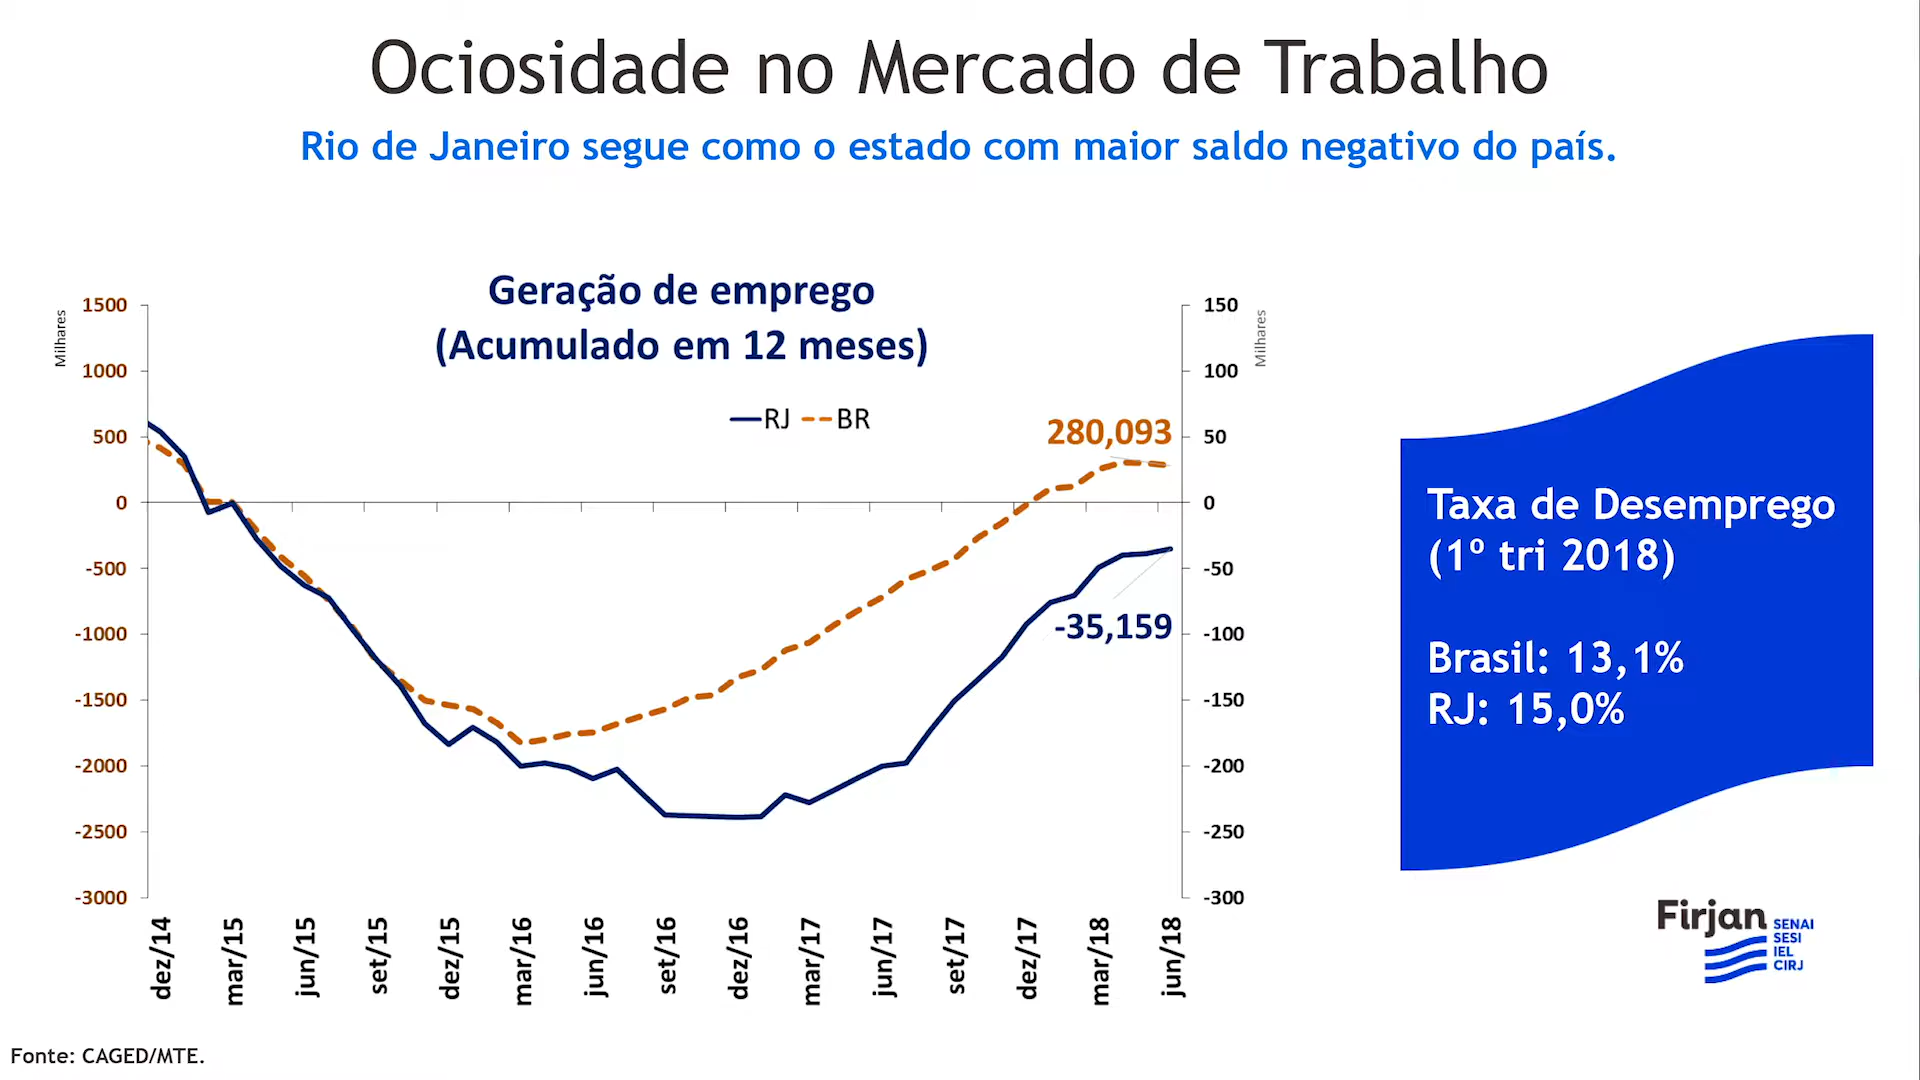 Ociosidade no Mercado de Trabalho
Rio de Janeiro segue como o estado com maior saldo negativo do país.
Geração de emprego
(Acumulado em 12 meses)
Milhares
1500
1000
500
0
-500
-1000
-1500
-2000
-2500
-3000
RJ
BR
280,093
-35,159
150
100
50
0
-50
-100
-150
-200
-250
-300
Milhares
dez/14
mar/15
jun/15
set/15
dez/15
mar/16
jun/16
set/16
dez/16
mar/17
jun/17
set/17
dez/17
mar/18
jun/18
Taxa de Desemprego
(1º tri 2018)
Brasil: 13,1%
RJ: 15,0%
Firjan
SENAI
SESI
IEL
CIRJ
Fonte: CAGED/MTE.